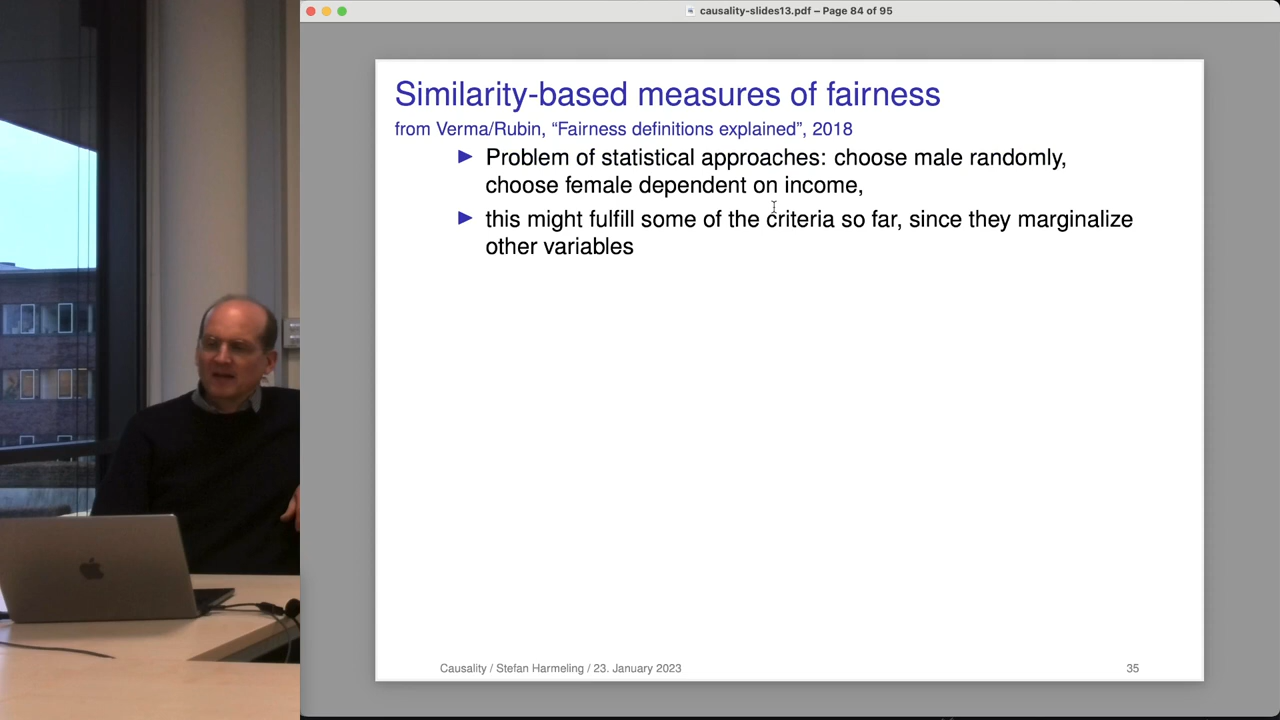 causality-slides13.pdf – Page 84 of 95
Similarity-based measures of fairness
from Verma/Rubin, “Fairness definitions explained”, 2018
Problem of statistical approaches: choose male randomly,
choose female dependent on income,
this might fulfill some of the criteria so far, since they marginalize
other variables
Causality / Stefan Harmeling / 23. January 2023
35